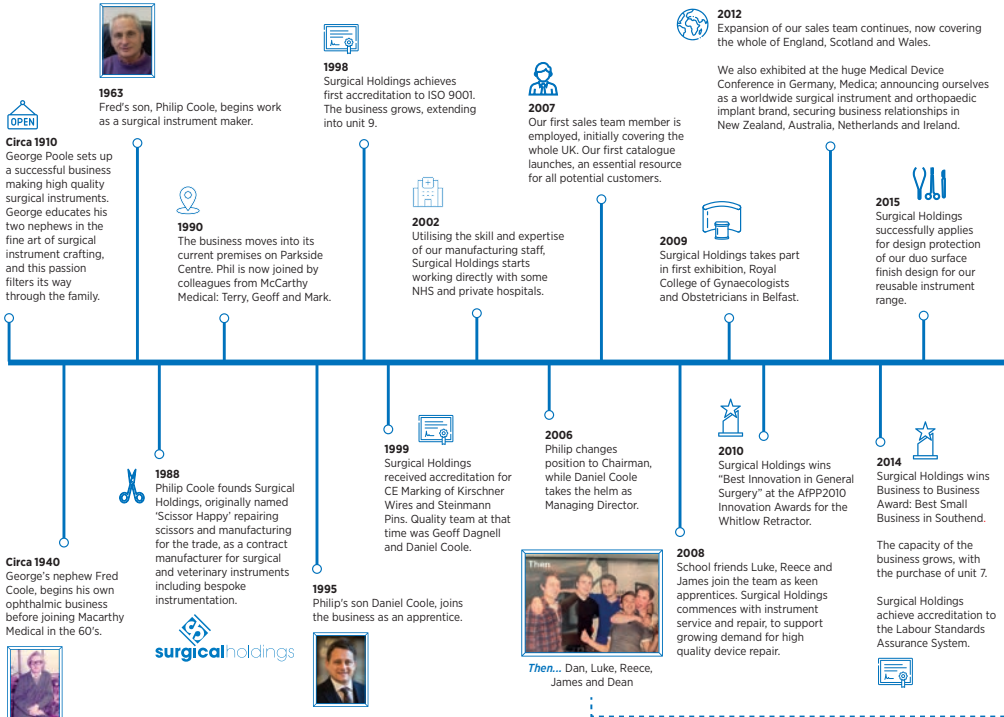 OPEN
Circa 1910
George Poole sets up
a successful business
making high quality
surgical instruments.
George educates his
two nephews in the
fine art of surgical
instrument crafting,
and this passion
filters its way
through the family.
1963
Fred's son, Philip Coole, begins work
as a surgical instrument maker.
1990
The business moves into its
current premises on Parkside
Centre. Phil is now joined by
colleagues from McCarthy
Medical: Terry, Geoff and Mark.
1998
Surgical Holdings achieves
first accreditation to ISO 9001.
The business grows, extending
into unit 9.
2002
Utilising the skill and expertise
of our manufacturing staff,
Surgical Holdings starts
working directly with some
NHS and private hospitals.
2007
Our first sales team member is
employed, initially covering the
whole UK. Our first catalogue
launches, an essential resource
for all potential customers.
2009
Surgical Holdings takes part
in first exhibition, Royal
College of Gynaecologists
and Obstetricians in Belfast.
2012
Expansion of our sales team continues, now covering
the whole of England, Scotland and Wales.
We also exhibited at the huge Medical Device
Conference in Germany, Medica; announcing ourselves
as a worldwide surgical instrument and orthopaedic
implant brand, securing business relationships in
New Zealand, Australia, Netherlands and Ireland.
2015
Surgical Holdings
successfully applies
for design protection
of our duo surface
finish design for our
reusable instrument
range.
Circa 1940
George's nephew Fred
Coole, begins his own
ophthalmic business
before joining Macarthy
Medical in the 60's.
1988
Philip Coole founds Surgical
Holdings, originally named
'Scissor Happy' repairing
scissors and manufacturing
for the trade, as a contract
manufacturer for surgical
and veterinary instruments
including bespoke
instrumentation.
surgicalholdings
1995
Philip's son Daniel Coole, joins
the business as an apprentice.
1999
Surgical Holdings
received accreditation for
CE Marking of Kirschner
Wires and Steinmann
Pins. Quality team at that
time was Geoff Dagnell
and Daniel Coole.
2006
Philip changes
position to Chairman,
while Daniel Coole
takes the helm as
Managing Director.
Then
Then... Dan, Luke, Reece,
James and Dean
2008
School friends Luke, Reece and
James join the team as keen
apprentices. Surgical Holdings
commences with instrument
service and repair, to support
growing demand for high
quality device repair.
2010
Surgical Holdings wins
"Best Innovation in General
Surgery" at the AfPP2010
Innovation Awards for the
Whitlow Retractor.
2014
Surgical Holdings wins
Business to Business
Award: Best Small
Business in Southend.
The capacity of the
business grows, with
the purchase of unit 7.
Surgical Holdings
achieve accreditation to
the Labour Standards
Assurance System.